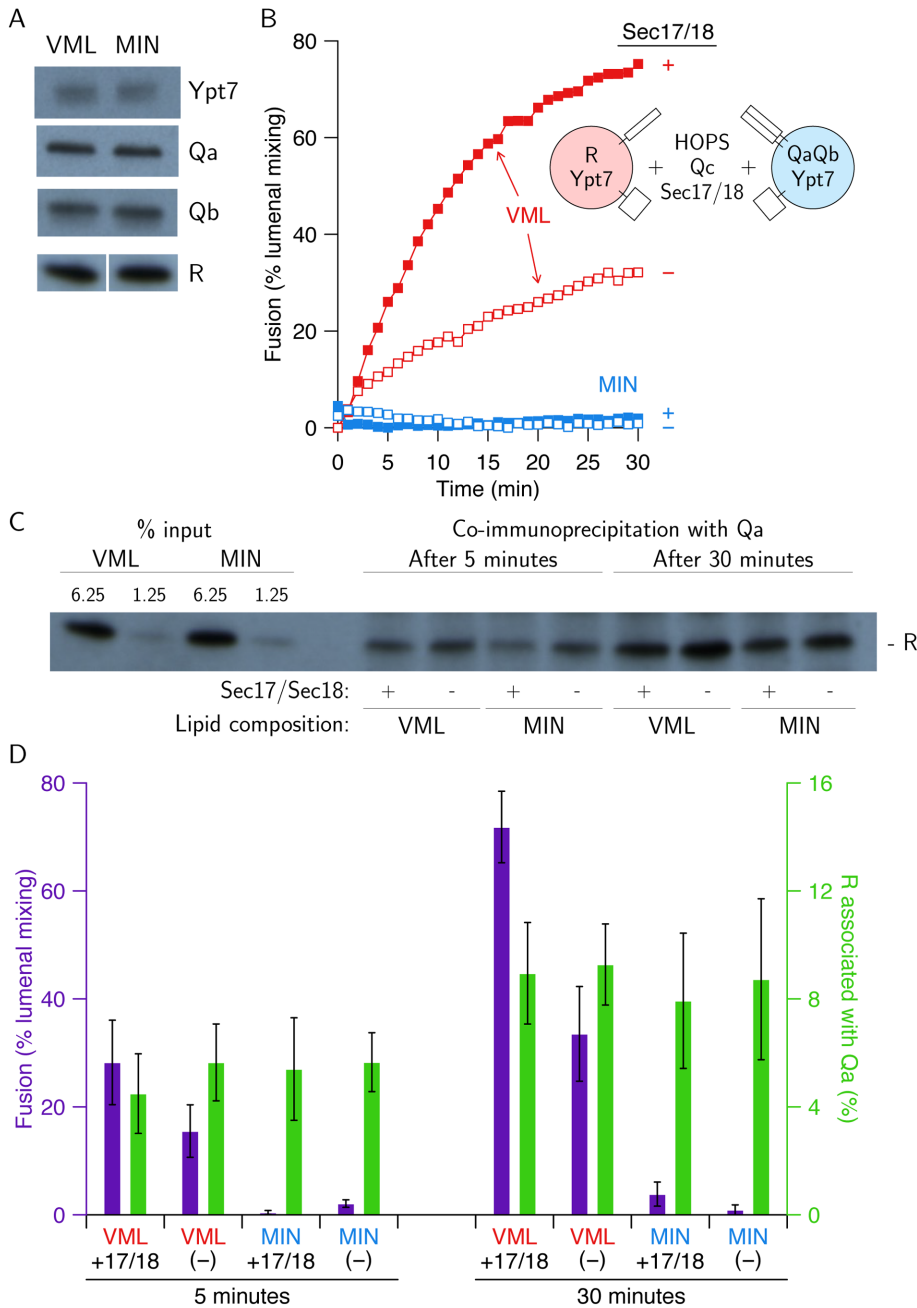 A
VML MIN
Ypt7
Qa
Qb
R
B
Sec17/18
80
60
40
20
0
Fusion (% lumenal mixing)
0 5 10 15 20 25 30
Time (min)
+
−
VML
MIN
+
−
R
Ypt7
+
HOPS
Qc
Sec17/18
+
QaQb
Ypt7
C
% input
VML MIN
6.25 1.25 6.25 1.25
Co-immunoprecipitation with Qa
After 5 minutes After 30 minutes
- R
Sec17/Sec18: + - + - + - + -
Lipid composition: VML MIN VML MIN
D
80
60
40
20
0
Fusion (% lumenal mixing)
16
12
8
4
0
R associated with Qa (%)
VML VML MIN MIN VML VML MIN MIN
+17/18 (−) +17/18 (−) +17/18 (−) +17/18 (−)
5 minutes 30 minutes